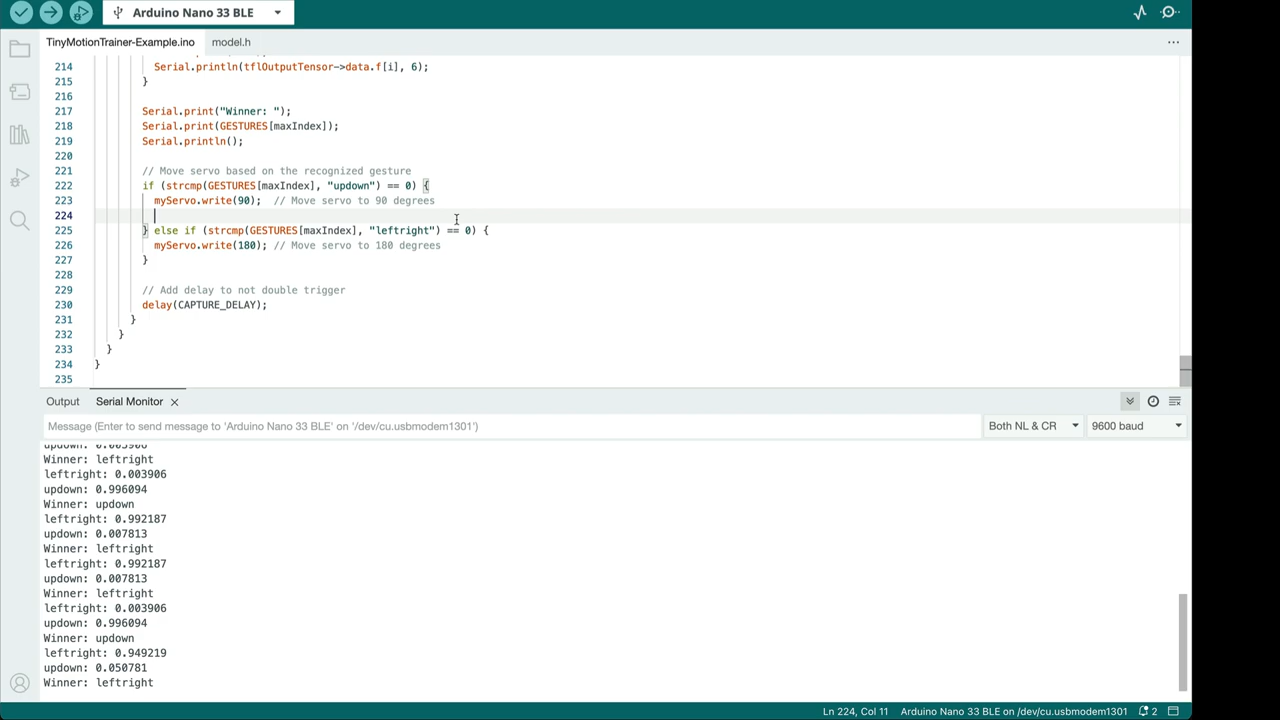 Arduino Nano 33 BLE
TinyMotionTrainer-Example.ino model.h
214 Serial.println(tflOutputTensor->data.f[i], 6);
215 }
216
217 Serial.print("Winner: ");
218 Serial.print(GESTURES[maxIndex]);
219 Serial.println();
220
221 // Move servo based on the recognized gesture
222 if (strcmp(GESTURES[maxIndex], "updown") == 0) {
223 myServo.write(90);  // Move servo to 90 degrees
224
225 } else if (strcmp(GESTURES[maxIndex], "leftright") == 0) {
226 myServo.write(180); // Move servo to 180 degrees
227 }
228
229 // Add delay to not double trigger
230 delay(CAPTURE_DELAY);
231 }
232 }
233 }
234 }
235
Output Serial Monitor
Message (Enter to send message to 'Arduino Nano 33 BLE' on '/dev/cu.usbmodem1301') Both NL & CR 9600 baud
updown: 0.003906
Winner: leftright
leftright: 0.003906
updown: 0.996094
Winner: updown
leftright: 0.992187
updown: 0.007813
Winner: leftright
leftright: 0.992187
updown: 0.007813
Winner: leftright
leftright: 0.003906
updown: 0.996094
Winner: updown
leftright: 0.949219
updown: 0.050781
Winner: leftright
Ln 224, Col 11 Arduino Nano 33 BLE on /dev/cu.usbmodem1301 2